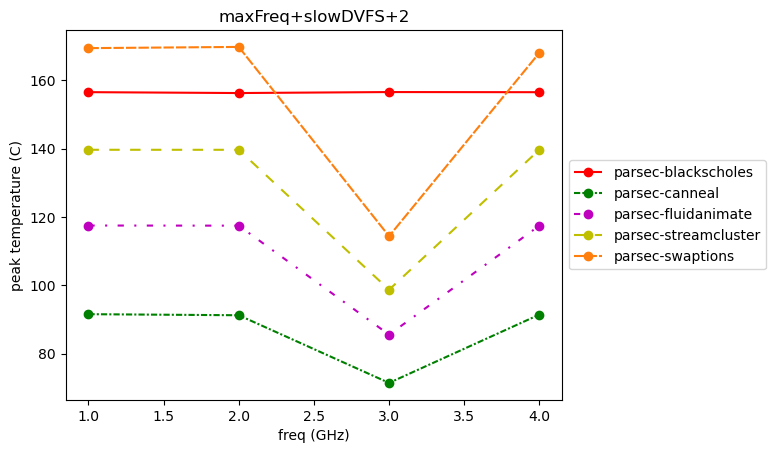 maxFreq+slowDVFS+2
peak temperature (C)
160
140
120
100
80
1.0 1.5 2.0 2.5 3.0 3.5 4.0
freq (GHz)
parsec-blackscholes
parsec-canneal
parsec-fluidanimate
parsec-streamcluster
parsec-swaptions